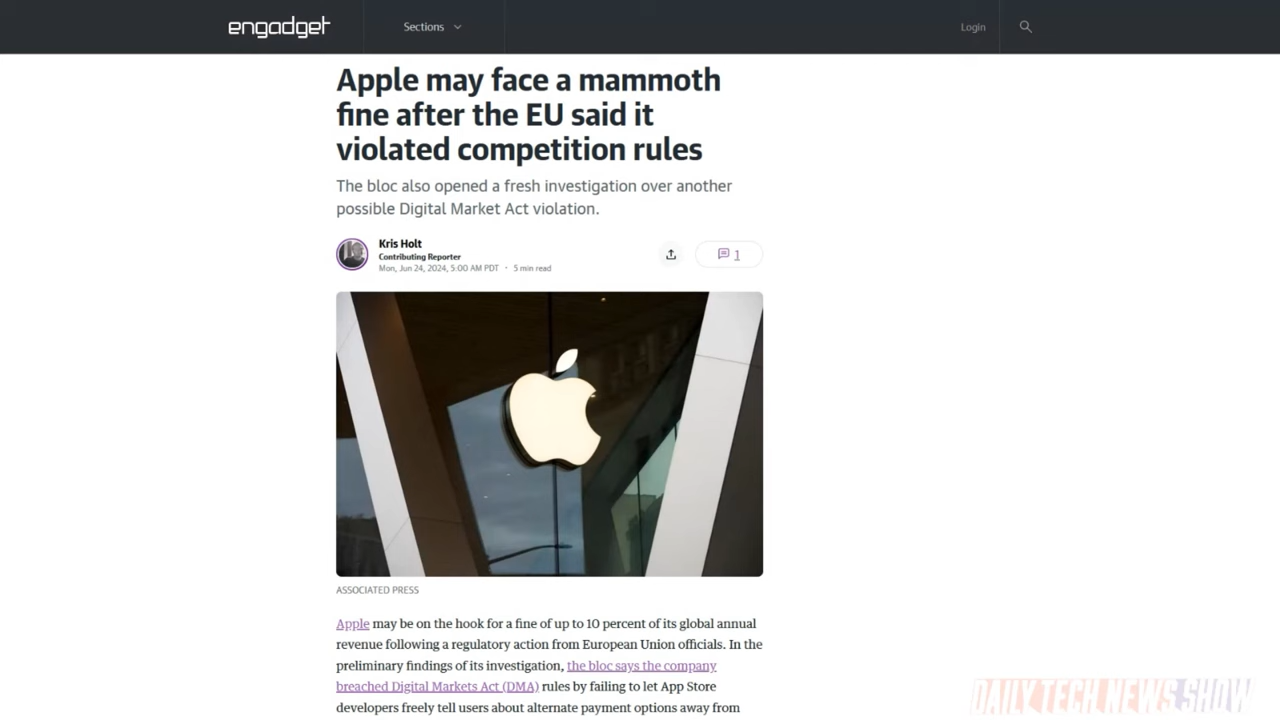 engadget
Sections
Login
Apple may face a mammoth
fine after the EU said it
violated competition rules
The bloc also opened a fresh investigation over another
possible Digital Market Act violation.
Kris Holt
Contributing Reporter
Mon, Jun 24, 2024, 5:00 AM PDT · 5 min read
1
ASSOCIATED PRESS
Apple may be on the hook for a fine of up to 10 percent of its global annual
revenue following a regulatory action from European Union officials. In the
preliminary findings of its investigation, the bloc says the company
breached Digital Markets Act (DMA) rules by failing to let App Store
developers freely tell users about alternate payment options away from
DAILY TECH NEWS SHOW